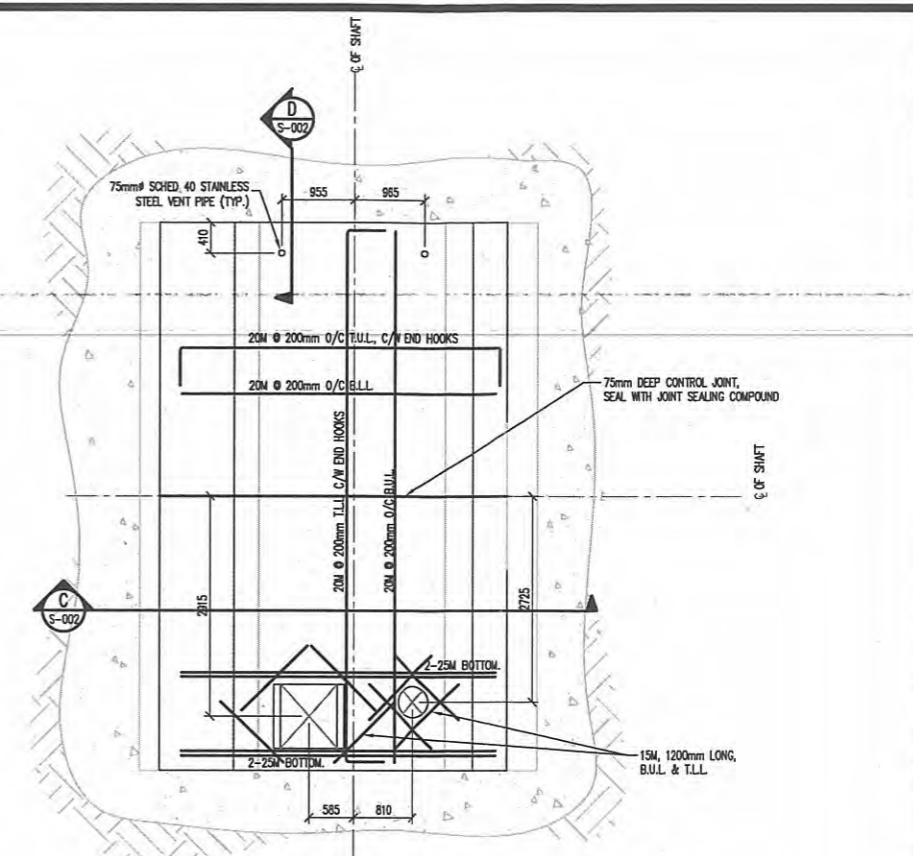 ℄ OF SHAFT
D
S-002
75mmø SCHED. 40 STAINLESS
STEEL VENT PIPE (TYP.)
955
965
410
20M @ 200mm O/C T.U.L., C/W END HOOKS
20M @ 200mm O/C B.L.L.
75mm DEEP CONTROL JOINT,
SEAL WITH JOINT SEALING COMPOUND
20M @ 200mm T.L.L. C/W END HOOKS
20M @ 200mm O/C B.U.L.
℄ OF SHAFT
C
S-002
2915
2725
2-25M BOTTOM.
2-25M BOTTOM.
15M, 1200mm LONG,
B.U.L. & T.L.L.
585
810